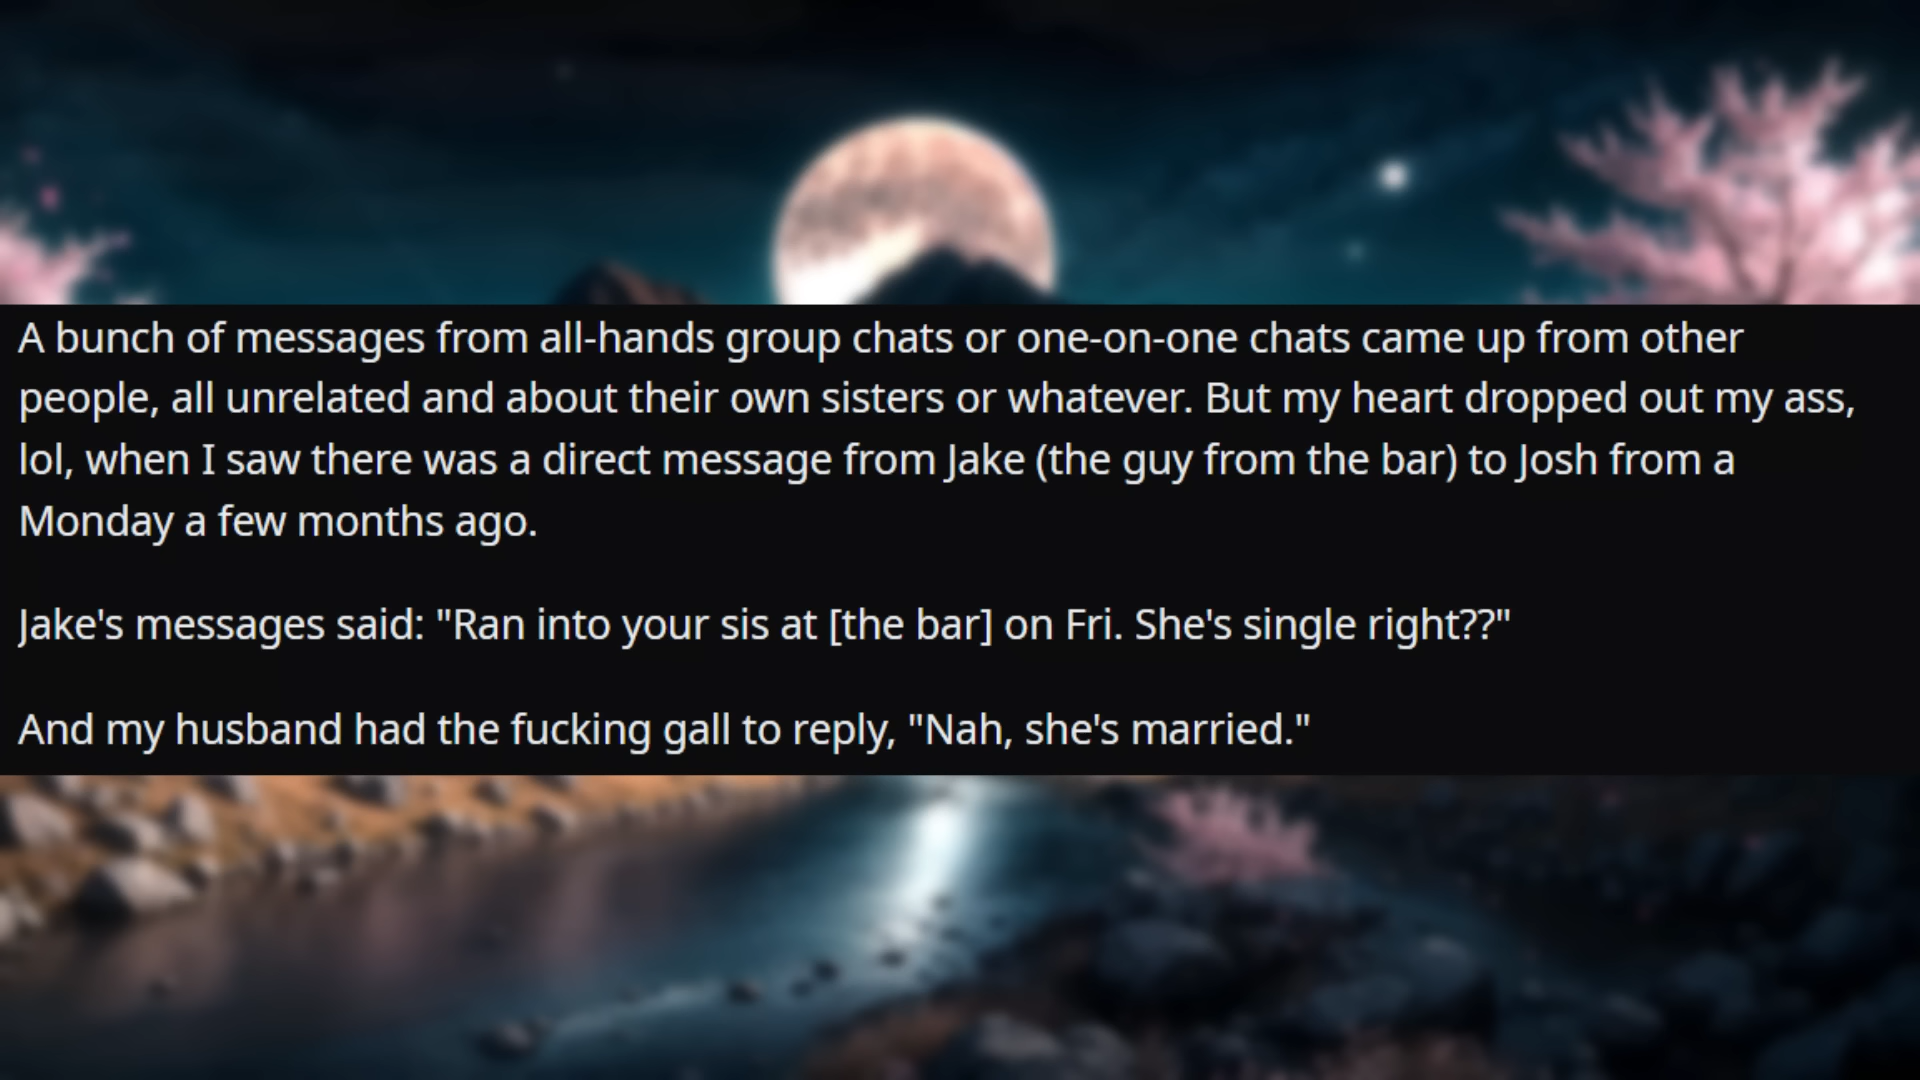 A bunch of messages from all-hands group chats or one-on-one chats came up from other
people, all unrelated and about their own sisters or whatever. But my heart dropped out my ass,
lol, when I saw there was a direct message from Jake (the guy from the bar) to Josh from a
Monday a few months ago.
Jake's messages said: "Ran into your sis at [the bar] on Fri. She's single right??"
And my husband had the fucking gall to reply, "Nah, she's married."